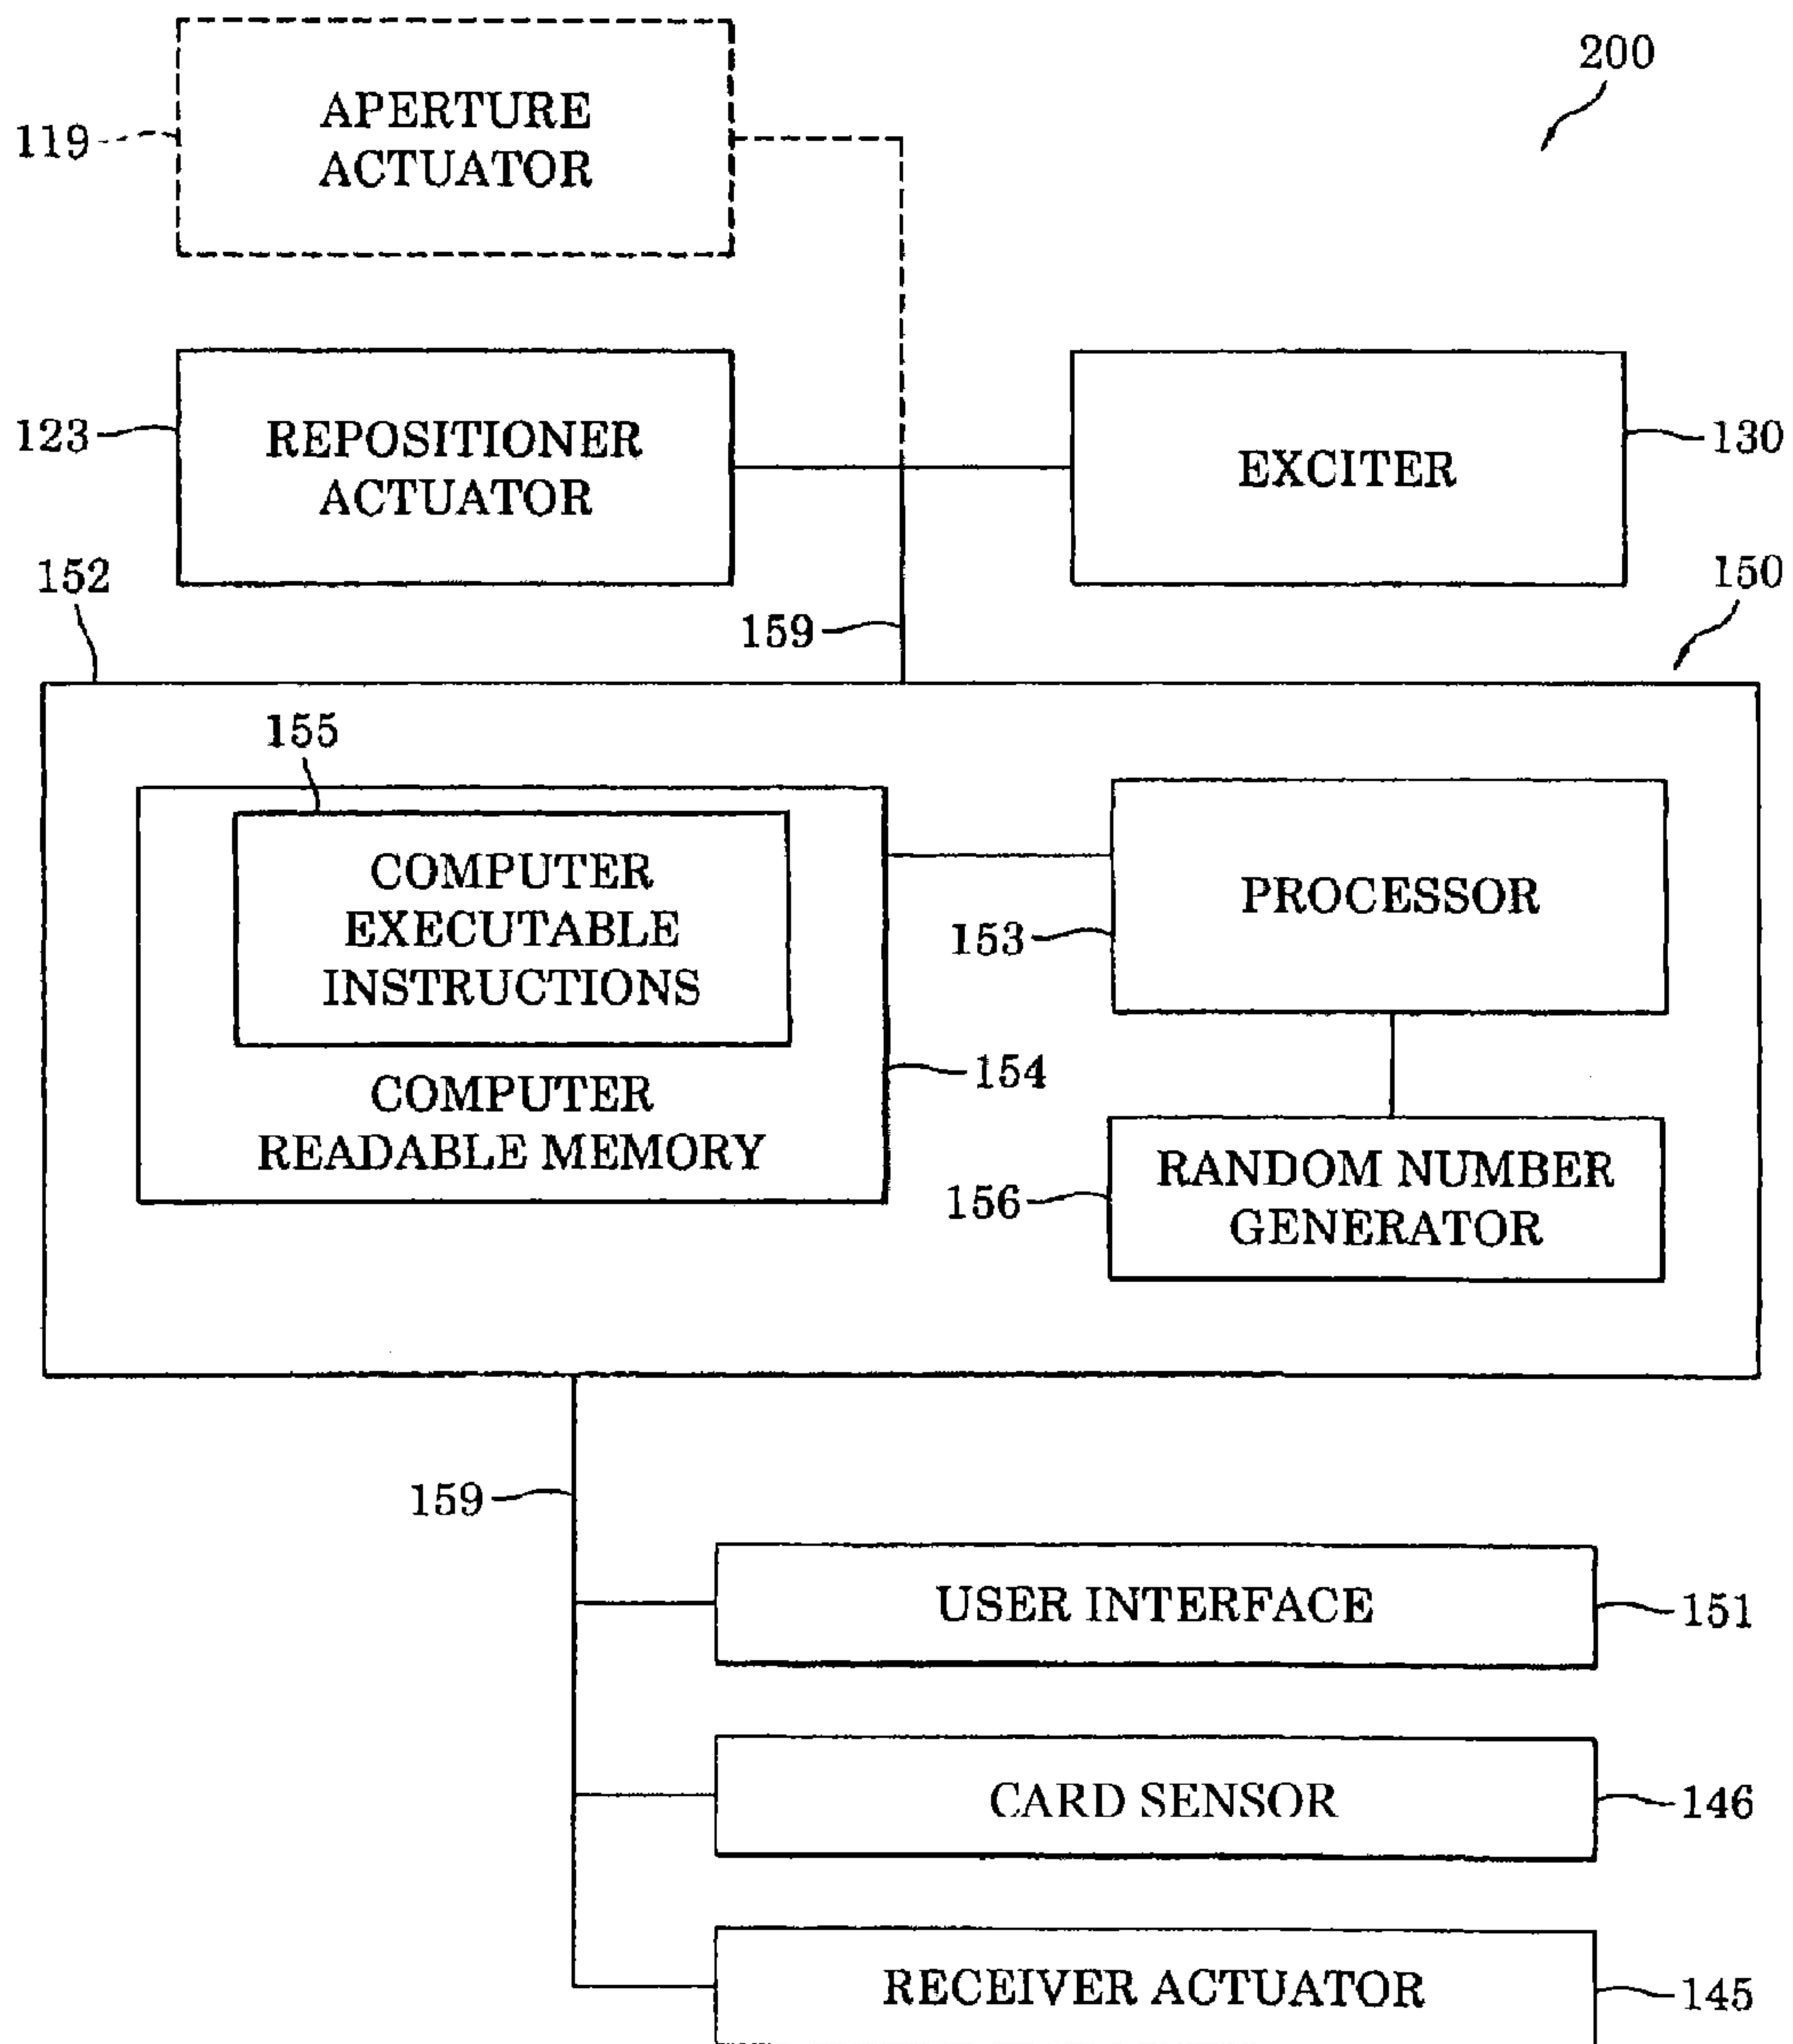 200
APERTURE
ACTUATOR
119
REPOSITIONER
ACTUATOR
123
EXCITER
130
152
159
150
155
COMPUTER
EXECUTABLE
INSTRUCTIONS
COMPUTER
READABLE MEMORY
154
PROCESSOR
153
RANDOM NUMBER
GENERATOR
156
159
USER INTERFACE
151
CARD SENSOR
146
RECEIVER ACTUATOR
145